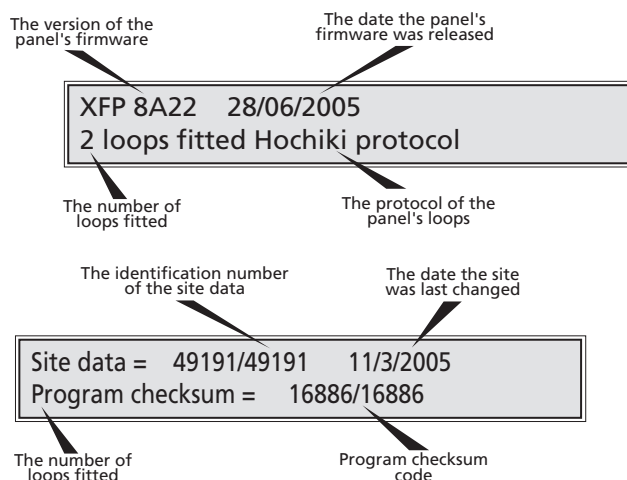 The version of the
panel's firmware
The date the panel's
firmware was released
XFP 8A22 28/06/2005
2 loops fitted Hochiki protocol
The number of
loops fitted
The protocol of the
panel's loops
The identification number
of the site data
The date the site
was last changed
Site data = 49191/49191 11/3/2005
Program checksum = 16886/16886
The number of
loops fitted
Program checksum
code